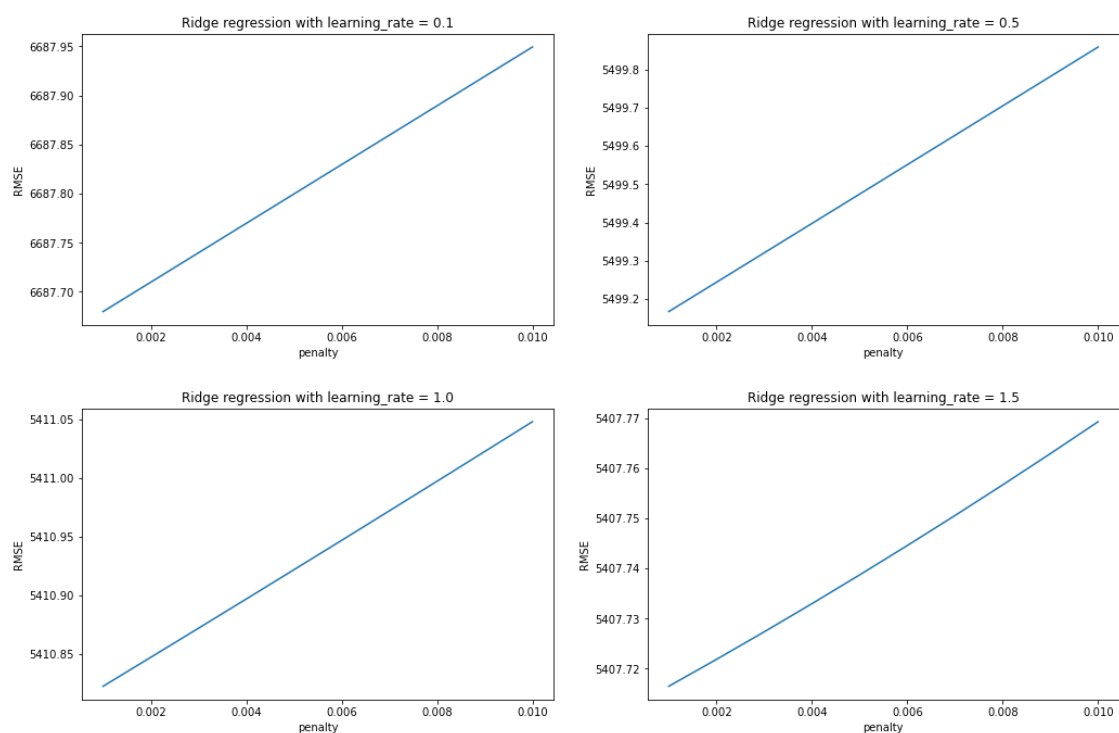 Ridge regression with learning_rate = 0.1
6687.95
6687.90
6687.85
6687.80
6687.75
6687.70
RMSE
0.002 0.004 0.006 0.008 0.010
penalty
Ridge regression with learning_rate = 0.5
5499.8
5499.7
5499.6
5499.5
5499.4
5499.3
5499.2
RMSE
0.002 0.004 0.006 0.008 0.010
penalty
Ridge regression with learning_rate = 1.0
5411.05
5411.00
5410.95
5410.90
5410.85
RMSE
0.002 0.004 0.006 0.008 0.010
penalty
Ridge regression with learning_rate = 1.5
5407.77
5407.76
5407.75
5407.74
5407.73
5407.72
RMSE
0.002 0.004 0.006 0.008 0.010
penalty